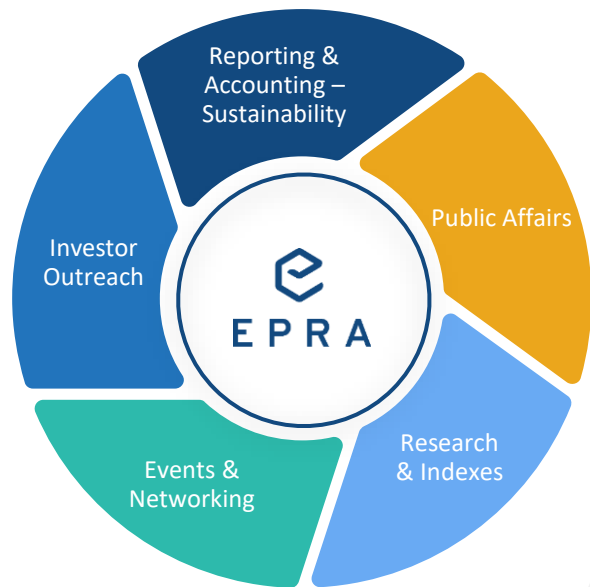 Reporting &
Accounting –
Sustainability
Public Affairs
Investor
Outreach
EPRA
Research
& Indexes
Events &
Networking